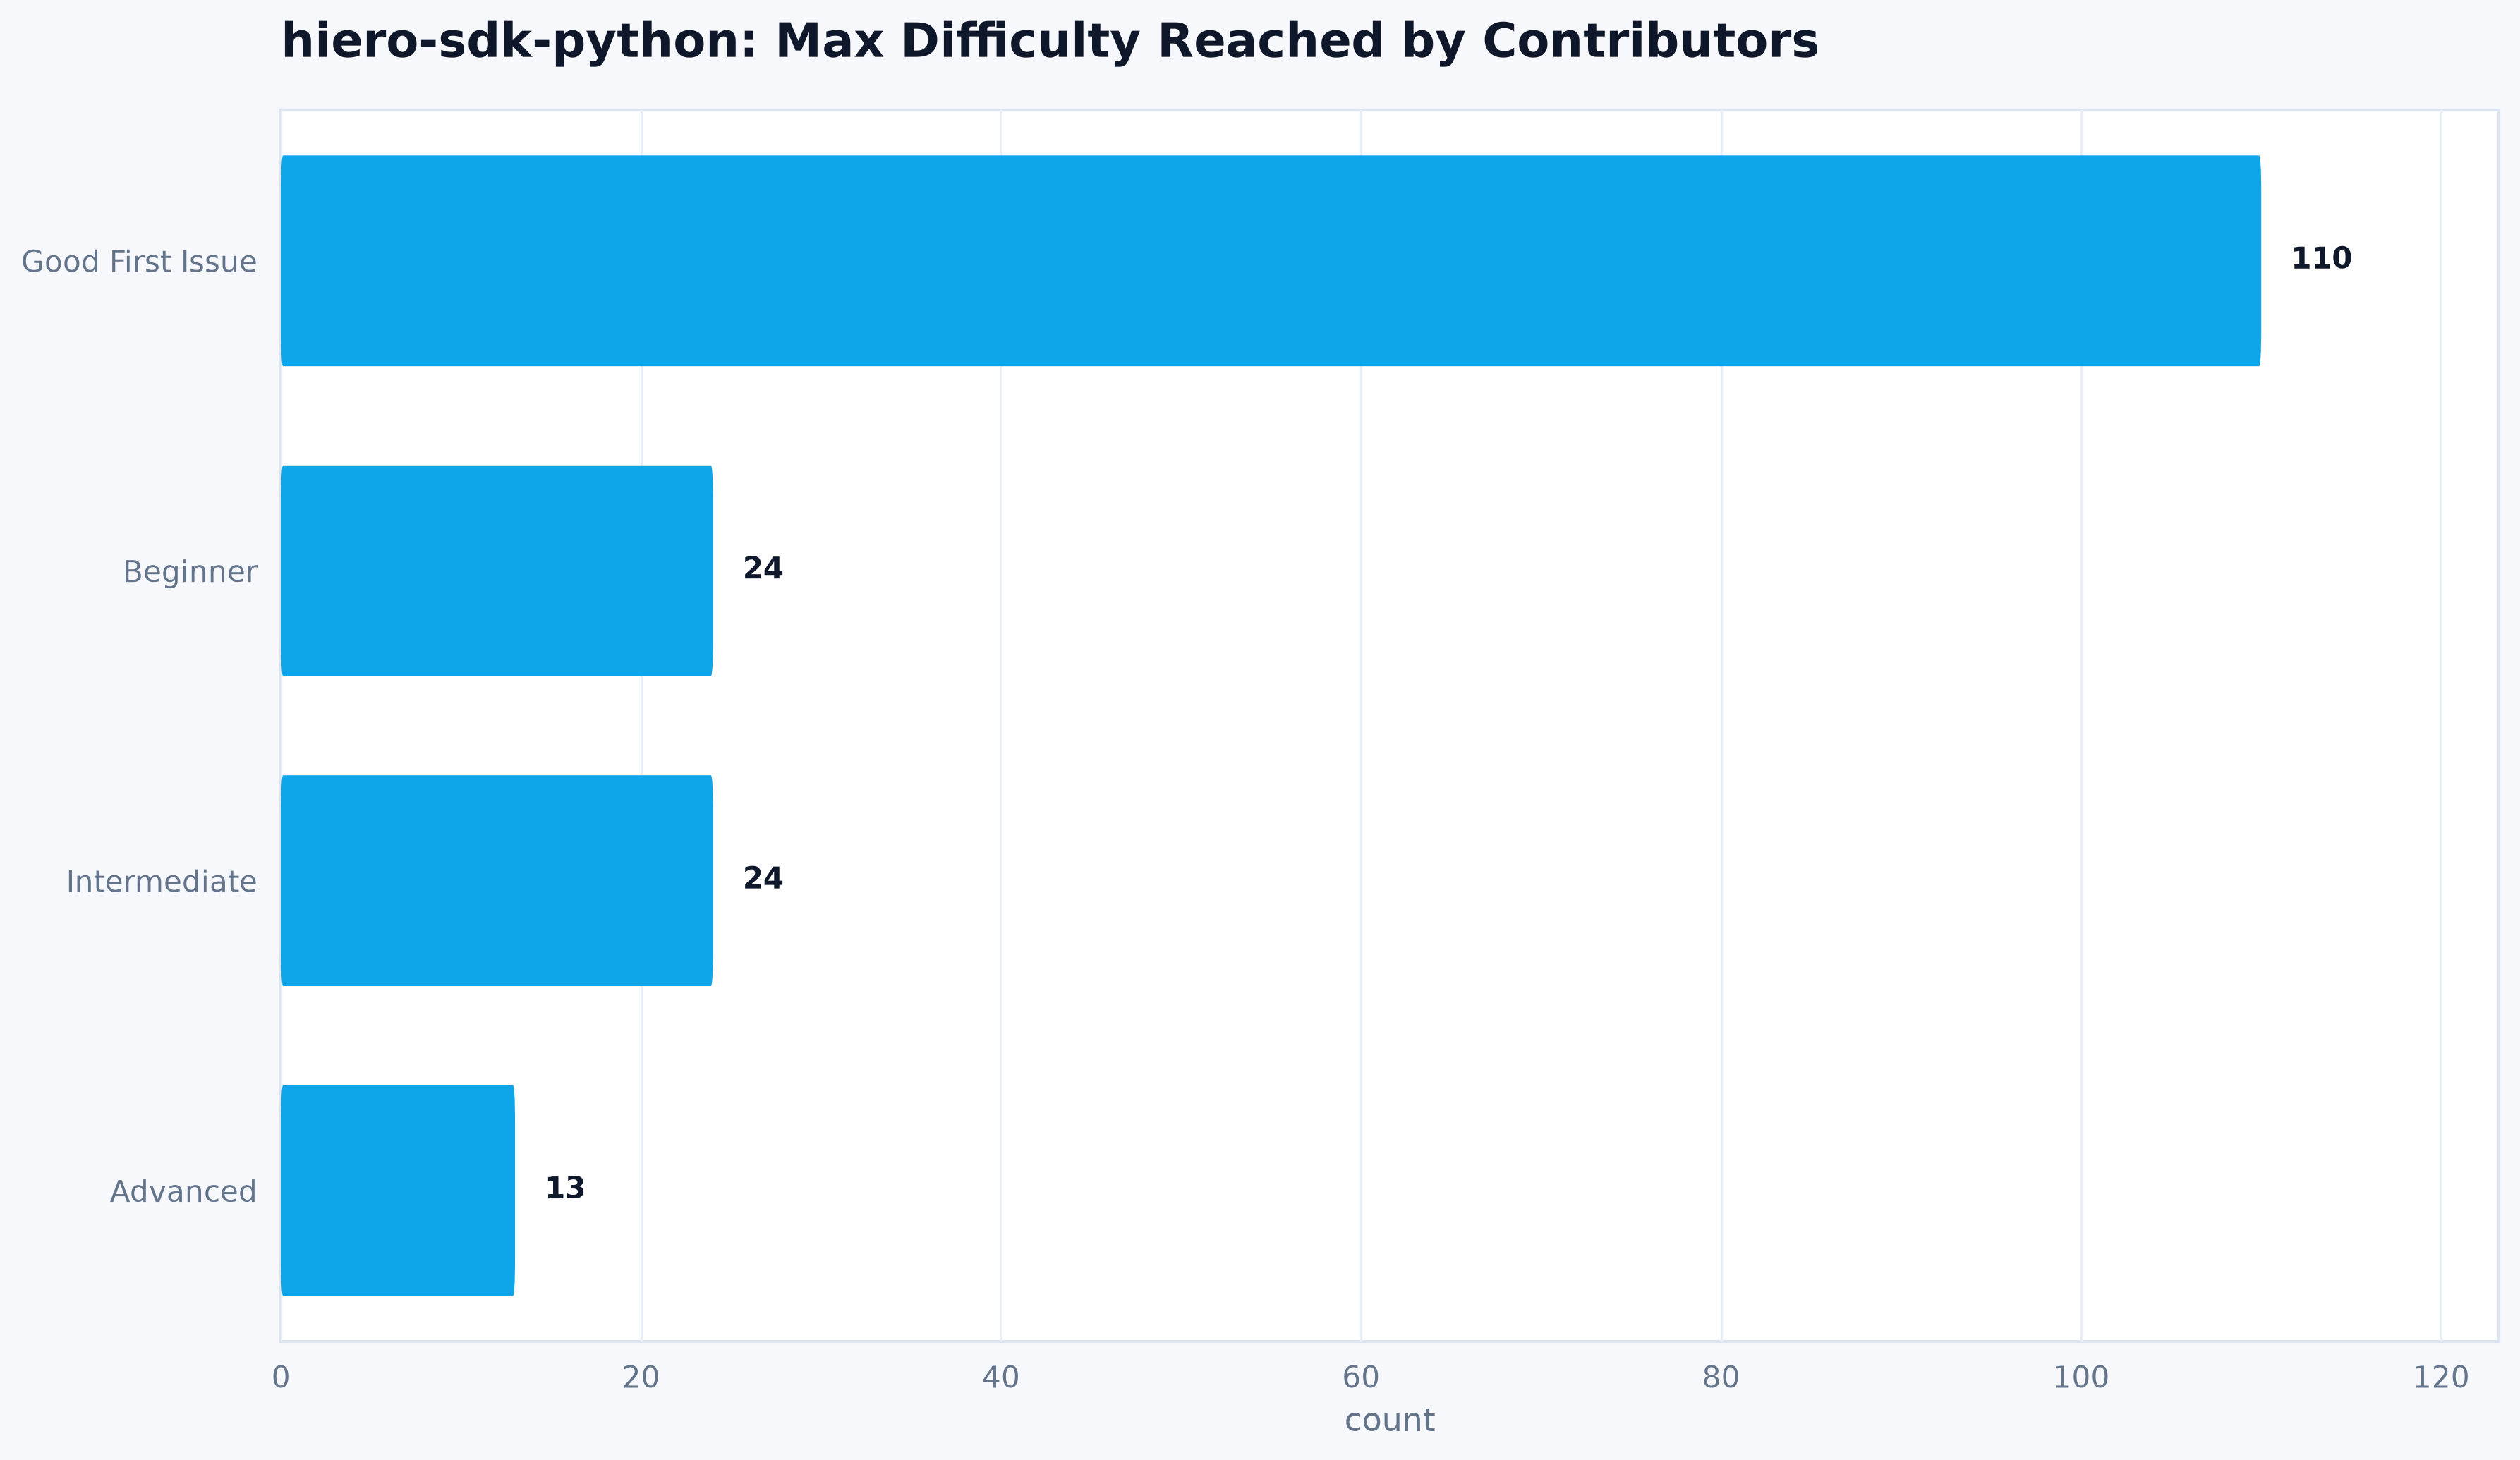 hiero-sdk-python: Max Difficulty Reached by Contributors
Good First Issue
110
Beginner
24
Intermediate
24
Advanced
13
0 20 40 60 80 100 120
count